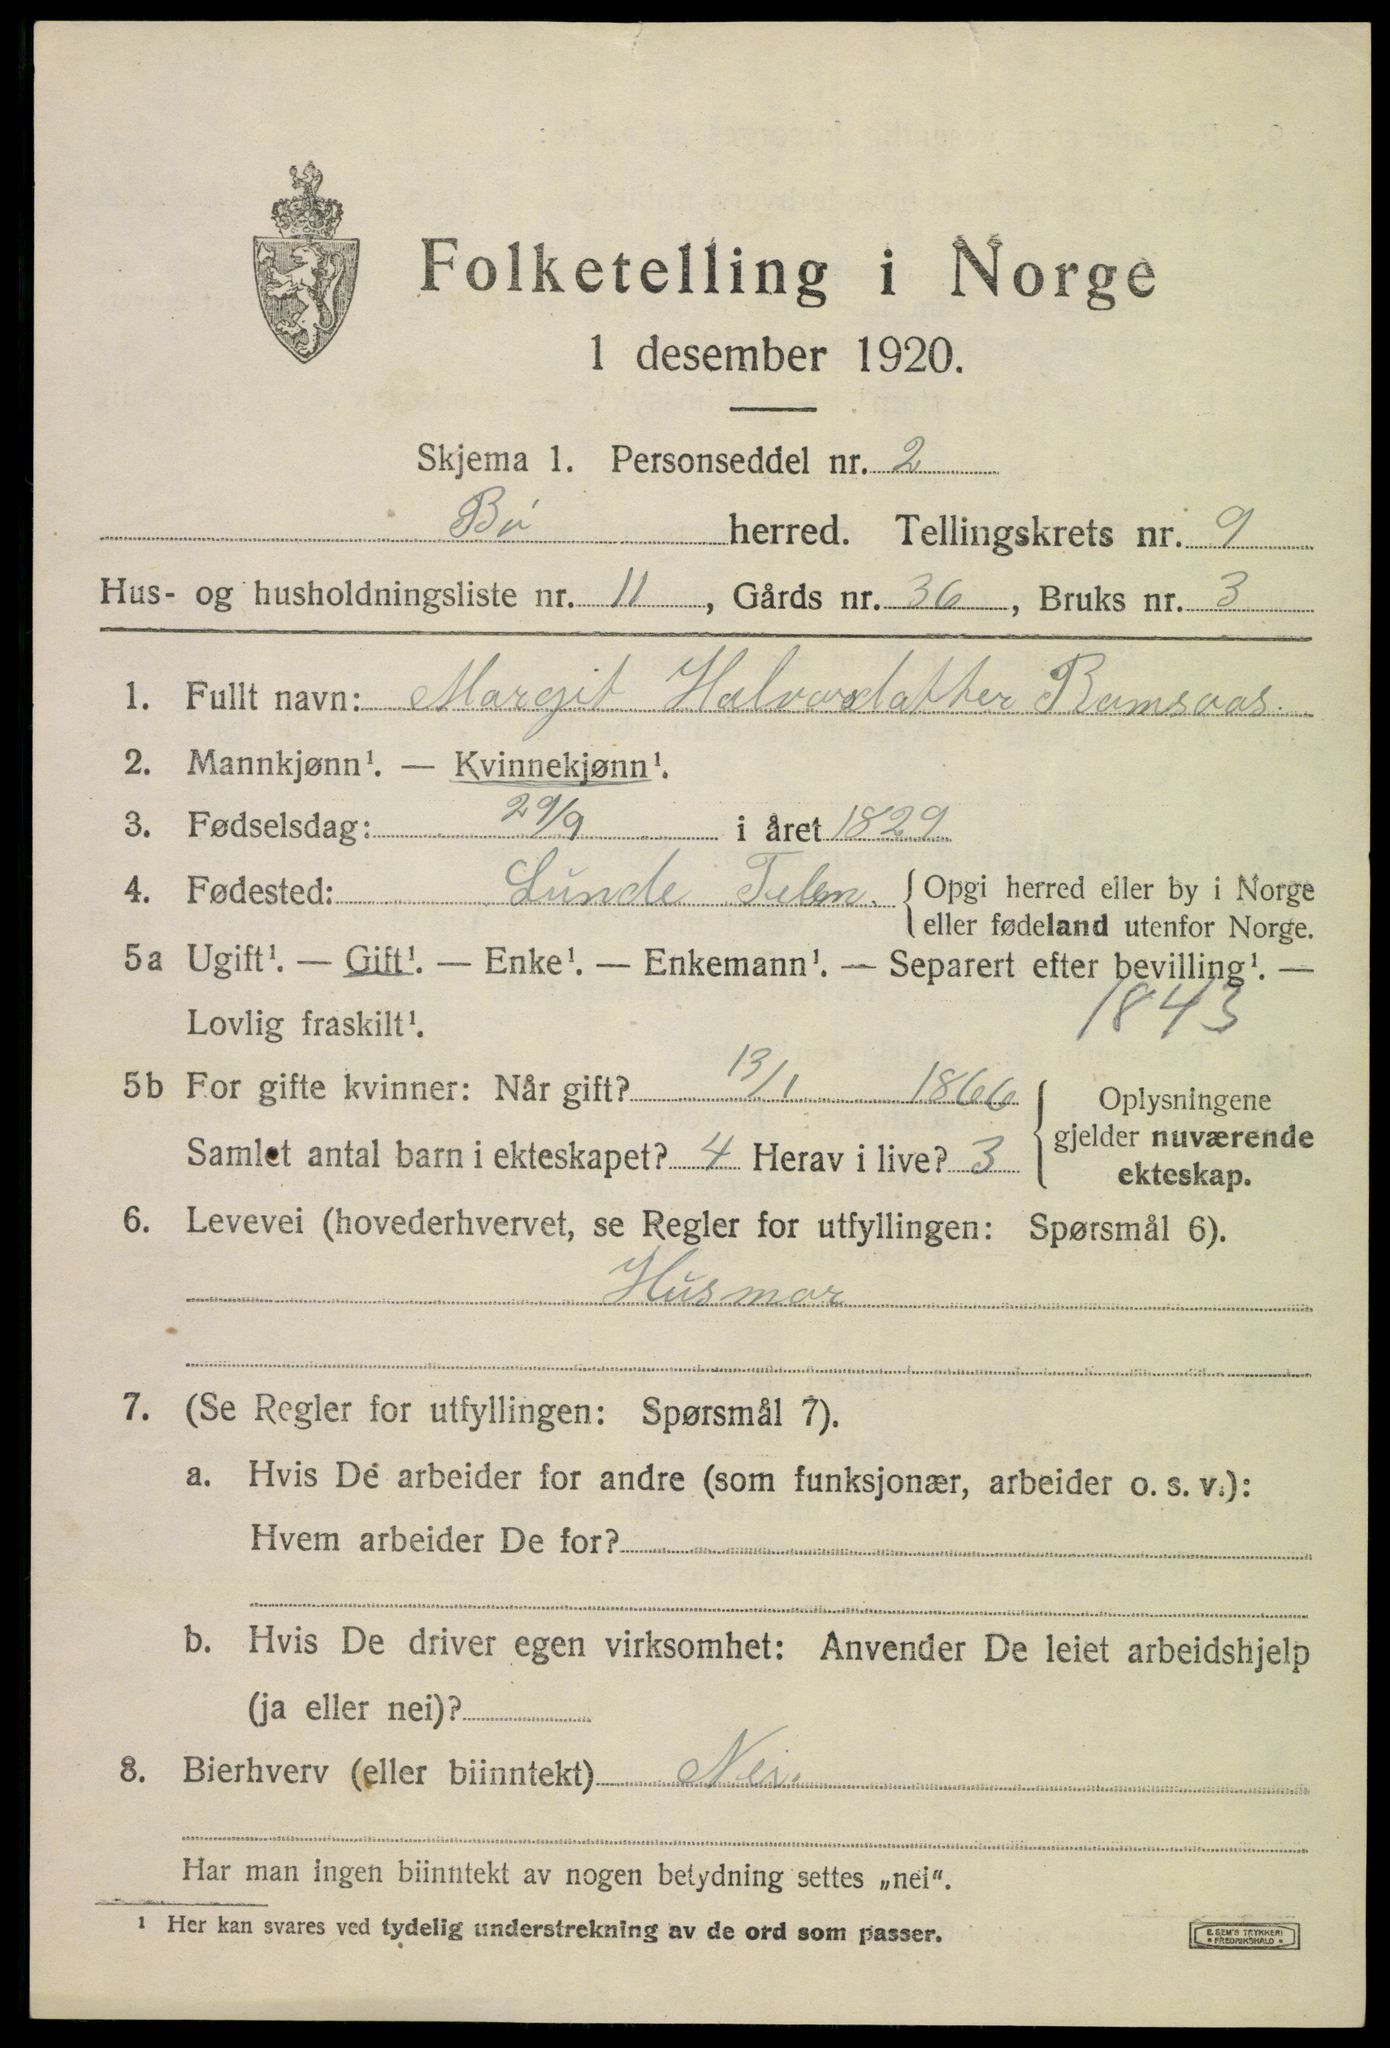 Folketelling i Norge
1 desember 1920.
Skjema 1. Personseddel nr. 2
Bø herred. Tellingskrets nr. 9
Hus- og husholdningsliste nr. 11, Gårds nr. 36, Bruks nr. 3
1. Fullt navn: Margit Halvorsdatter Ramsaas.
2. Mannkjønn¹. — Kvinnekjønn¹.
3. Fødselsdag: 29/9 i året 1829
4. Fødested: Lunde Telem. { Opgi herred eller by i Norge
eller fødeland utenfor Norge.
5a Ugift¹. — Gift¹. — Enke¹. — Enkemann¹. — Separert efter bevilling¹. —
Lovlig fraskilt¹. 1843
5b For gifte kvinner: Når gift? 13/1 1866 { Oplysningene
gjelder nuværende
Samlet antal barn i ekteskapet? 4 Herav i live? 3 ekteskap.
6. Levevei (hovederhvervet, se Regler for utfyllingen: Spørsmål 6).
Husmor
7. (Se Regler for utfyllingen: Spørsmål 7).
a. Hvis De arbeider for andre (som funksjonær, arbeider o. s. v.):
Hvem arbeider De for?
b. Hvis De driver egen virksomhet: Anvender De leiet arbeidshjelp
(ja eller nei)?
8. Bierhverv (eller biinntekt) Nei.
Har man ingen biinntekt av nogen betydning settes „nei“.
¹ Her kan svares ved tydelig understrekning av de ord som passer.
E. SEM'S TRYKKERI
FREDRIKSHALD